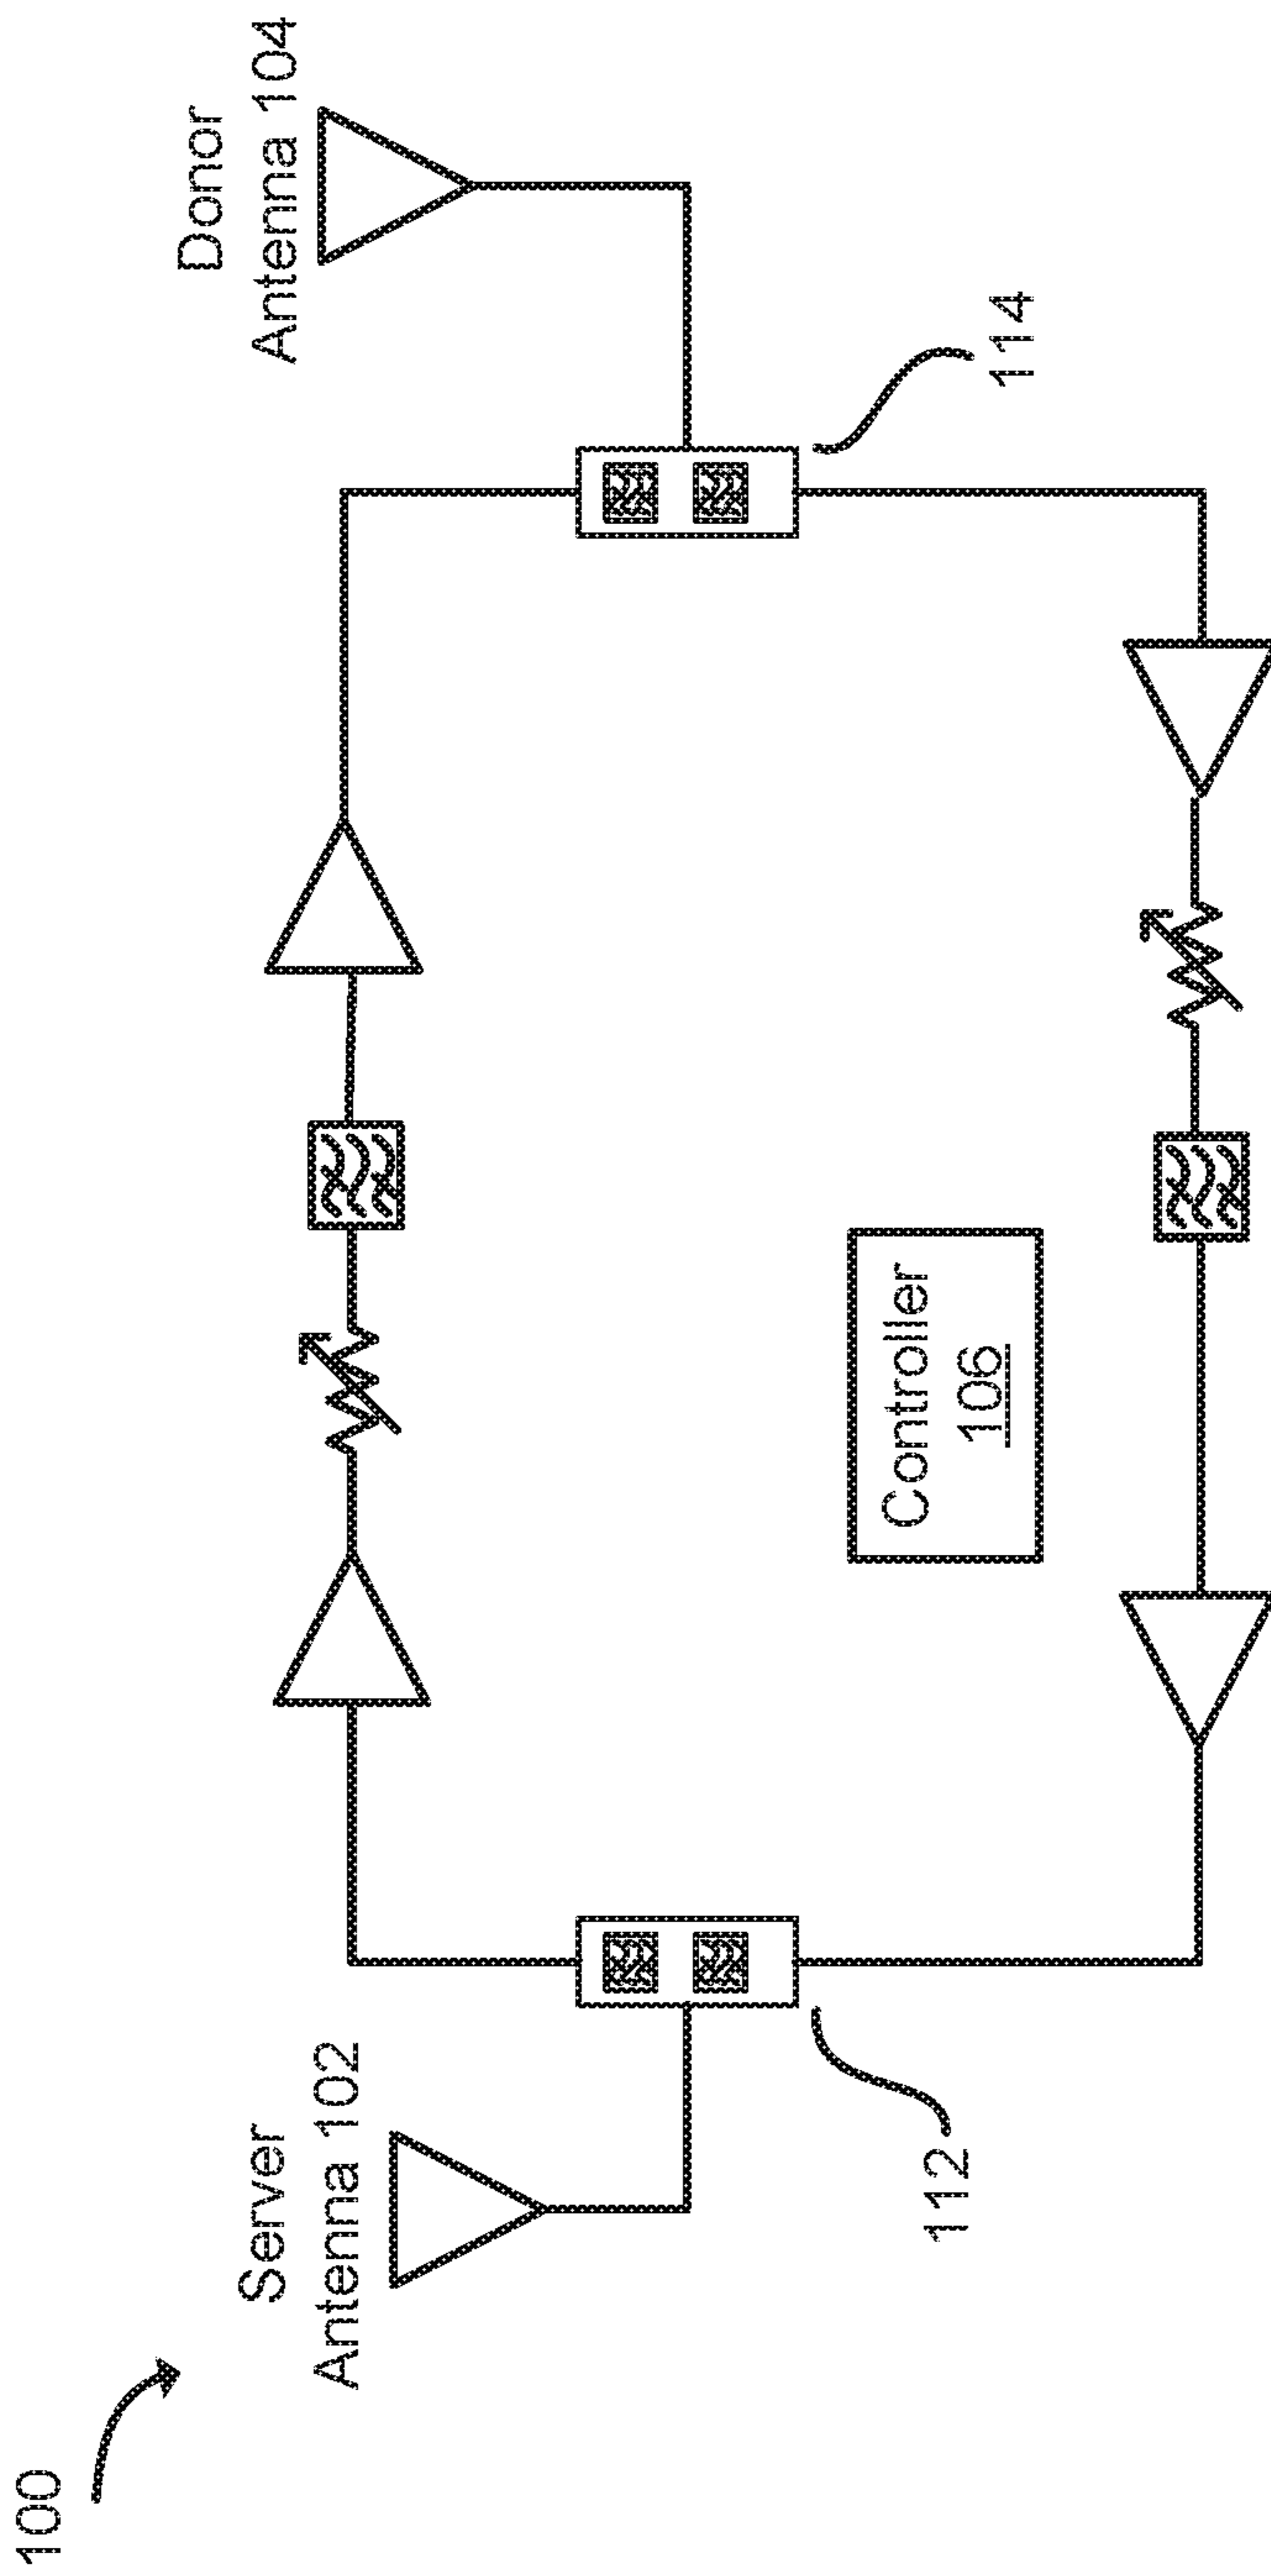 100
Server
Antenna 102
Donor
Antenna 104
112
114
Controller
106